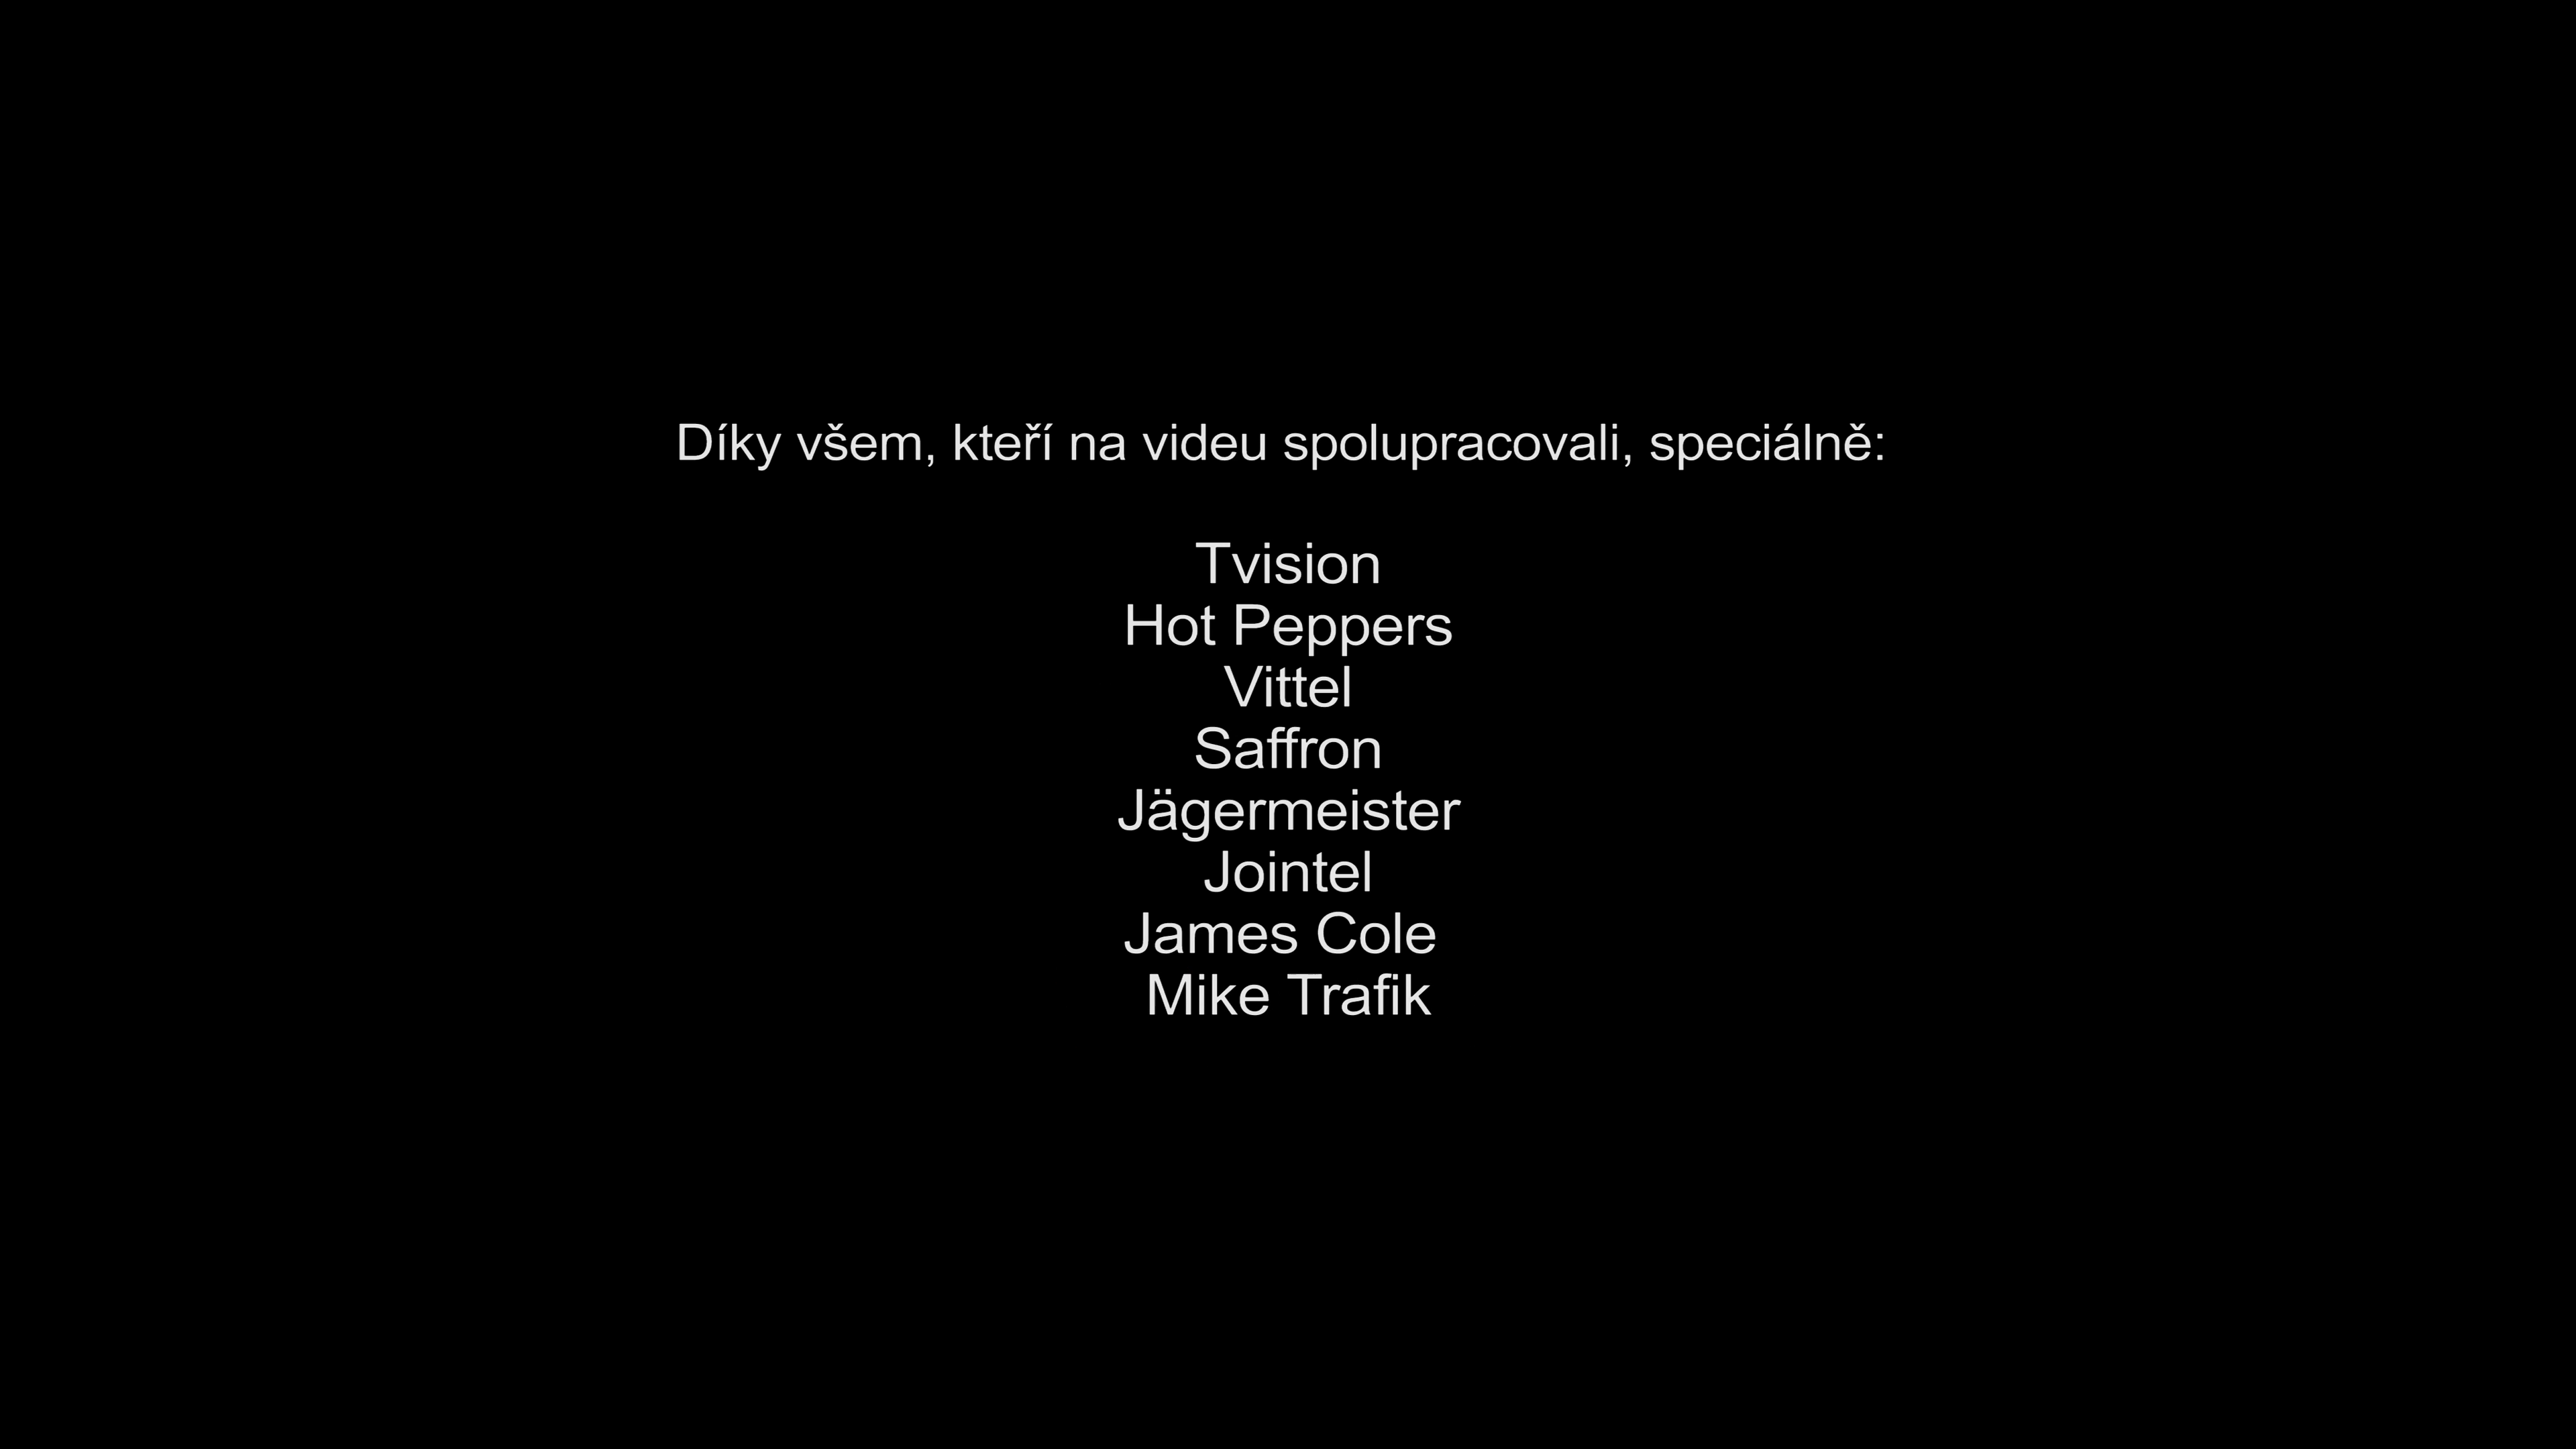 Díky všem, kteří na videu spolupracovali, speciálně:
Tvision
Hot Peppers
Vittel
Saffron
Jägermeister
Jointel
James Cole
Mike Trafik